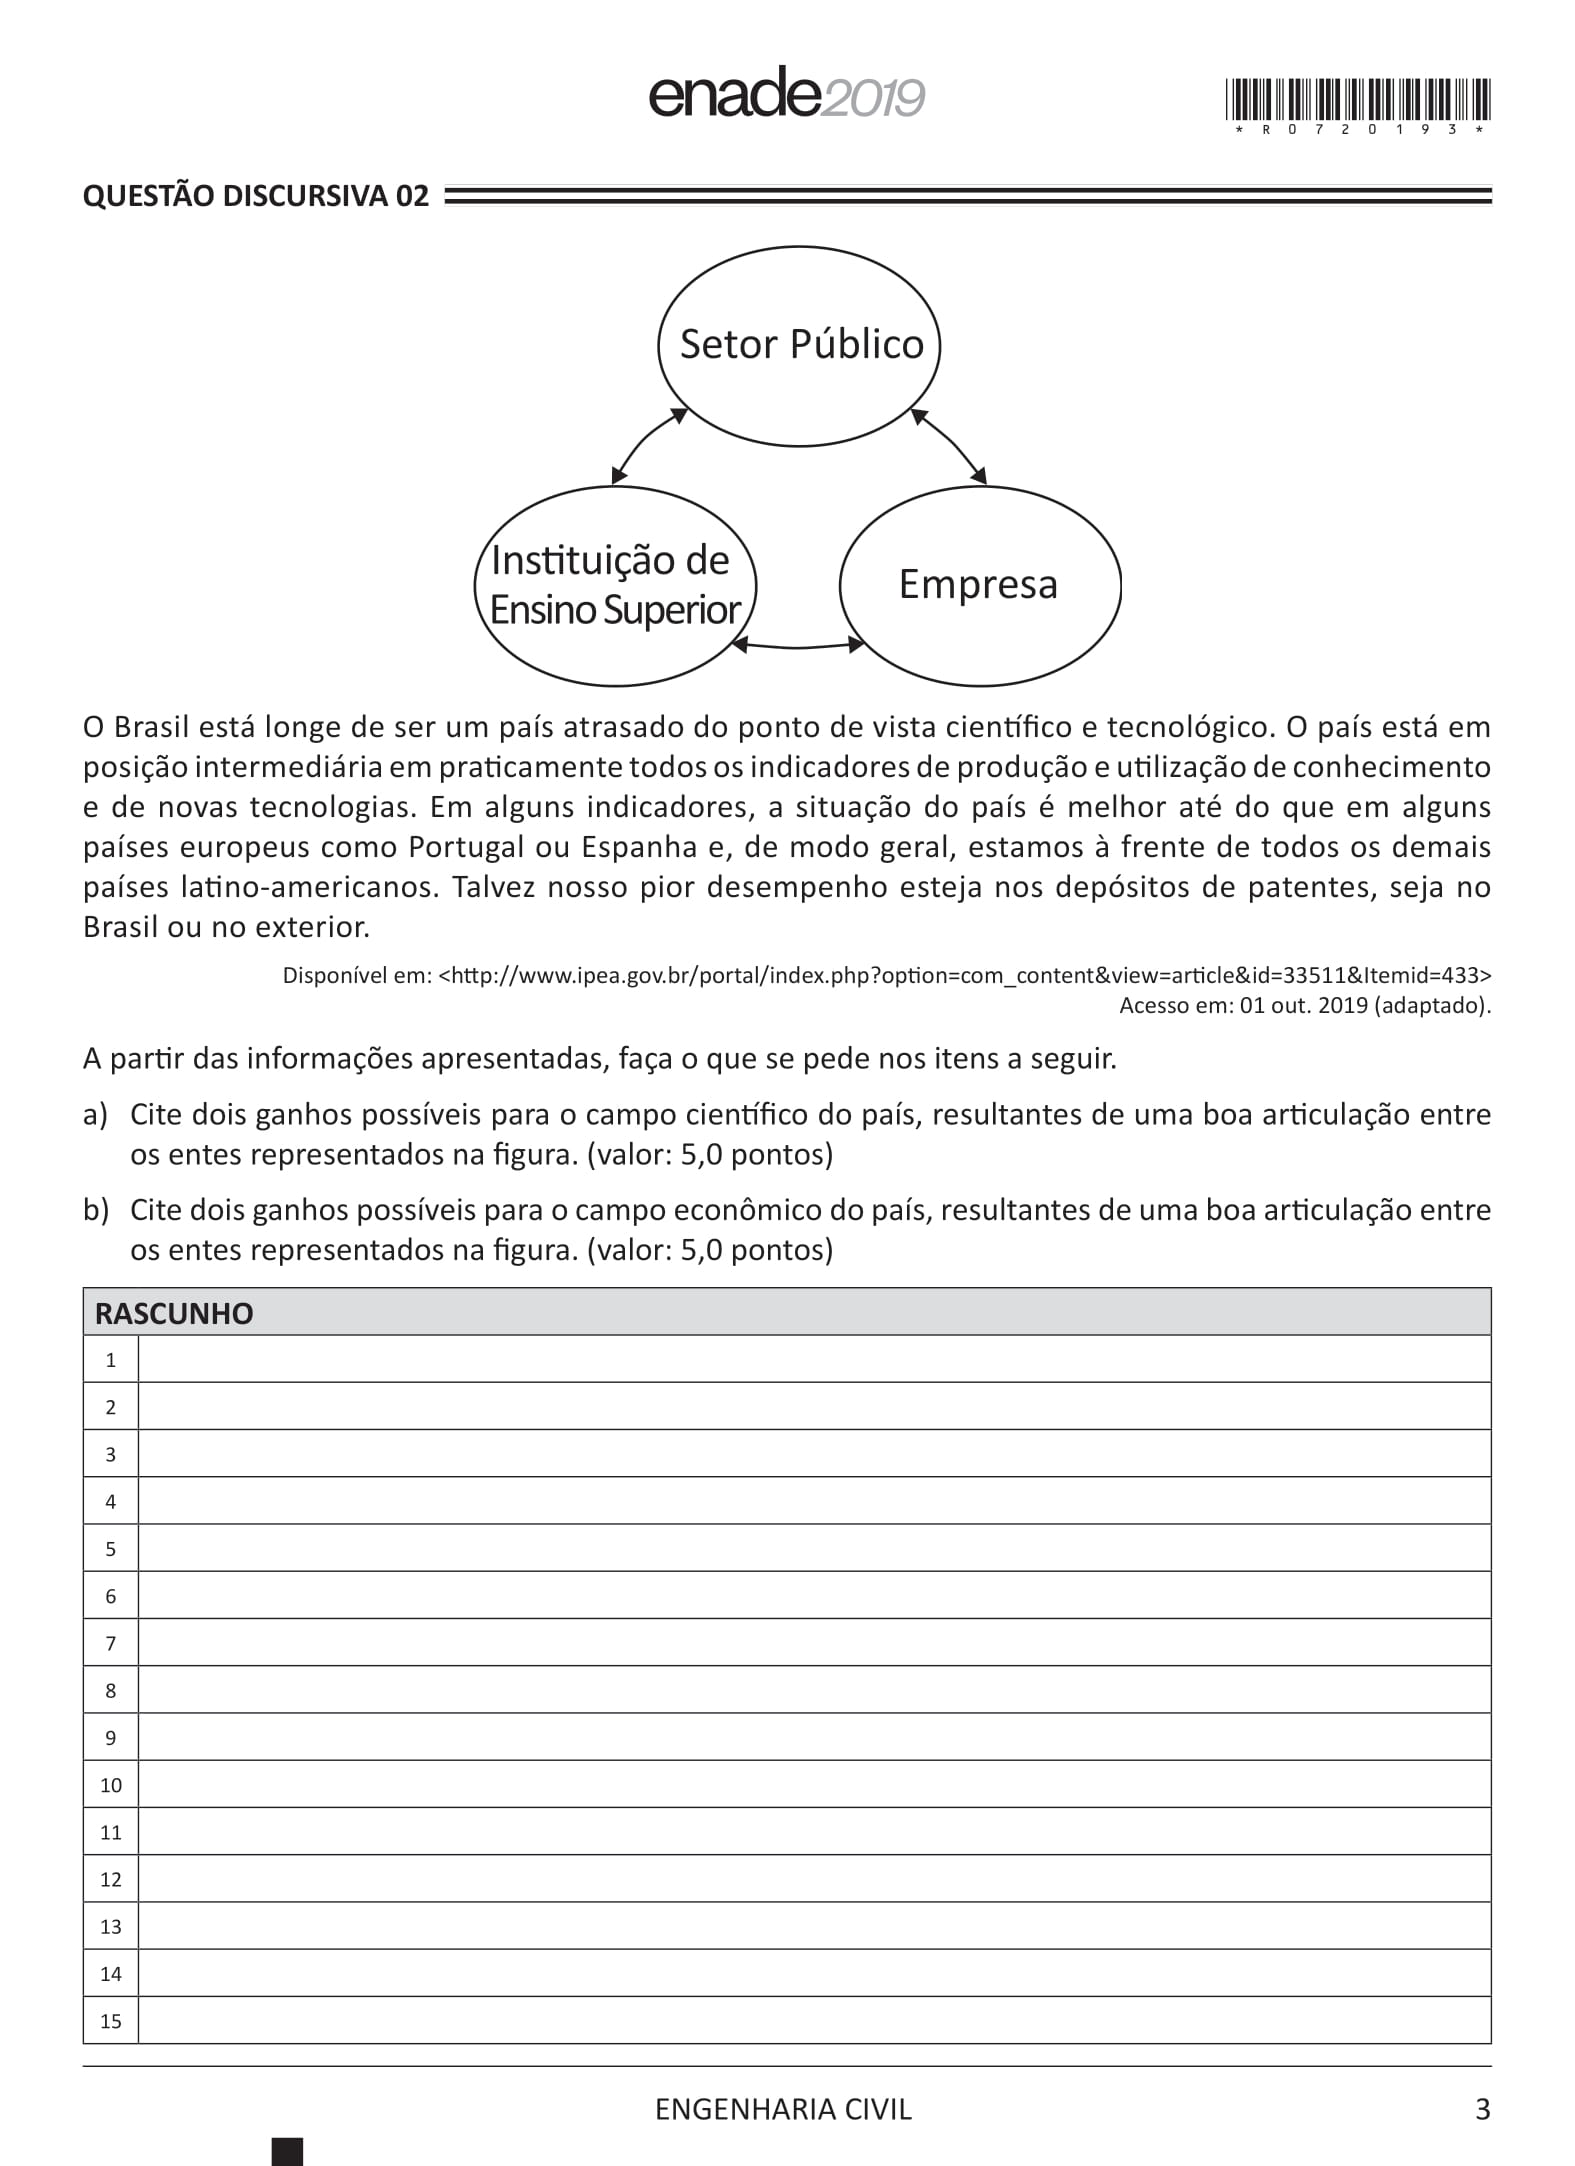 enade2019
*R0720193*
QUESTÃO DISCURSIVA 02
Setor Público
Instituição de
Ensino Superior
Empresa
O Brasil está longe de ser um país atrasado do ponto de vista científico e tecnológico. O país está em
posição intermediária em praticamente todos os indicadores de produção e utilização de conhecimento
e de novas tecnologias. Em alguns indicadores, a situação do país é melhor até do que em alguns
países europeus como Portugal ou Espanha e, de modo geral, estamos à frente de todos os demais
países latino-americanos. Talvez nosso pior desempenho esteja nos depósitos de patentes, seja no
Brasil ou no exterior.
Disponível em: <http://www.ipea.gov.br/portal/index.php?option=com_content&view=article&id=33511&Itemid=433>
Acesso em: 01 out. 2019 (adaptado).
A partir das informações apresentadas, faça o que se pede nos itens a seguir.
a) Cite dois ganhos possíveis para o campo científico do país, resultantes de uma boa articulação entre
os entes representados na figura. (valor: 5,0 pontos)
b) Cite dois ganhos possíveis para o campo econômico do país, resultantes de uma boa articulação entre
os entes representados na figura. (valor: 5,0 pontos)
RASCUNHO
1
2
3
4
5
6
7
8
9
10
11
12
13
14
15
ENGENHARIA CIVIL 3